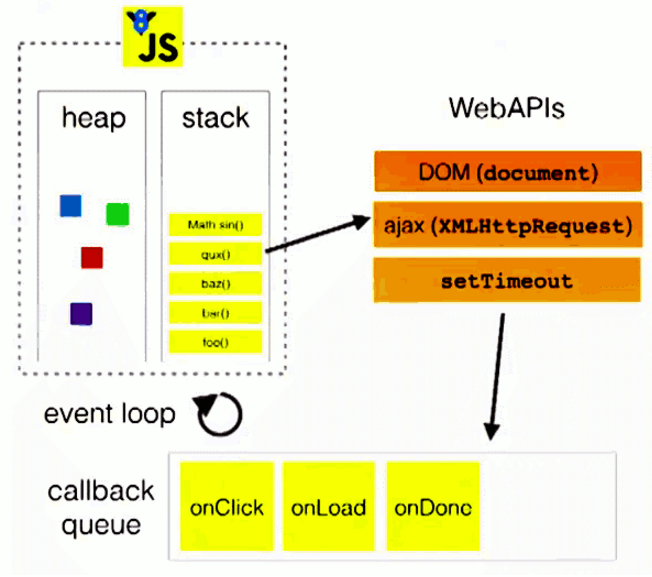 JS
heap
stack
WebAPIs
DOM (document)
ajax (XMLHttpRequest)
setTimeout
Math sin()
qux()
baz()
bar()
foo()
event loop
callback
queue
onClick
onLoad
onDone